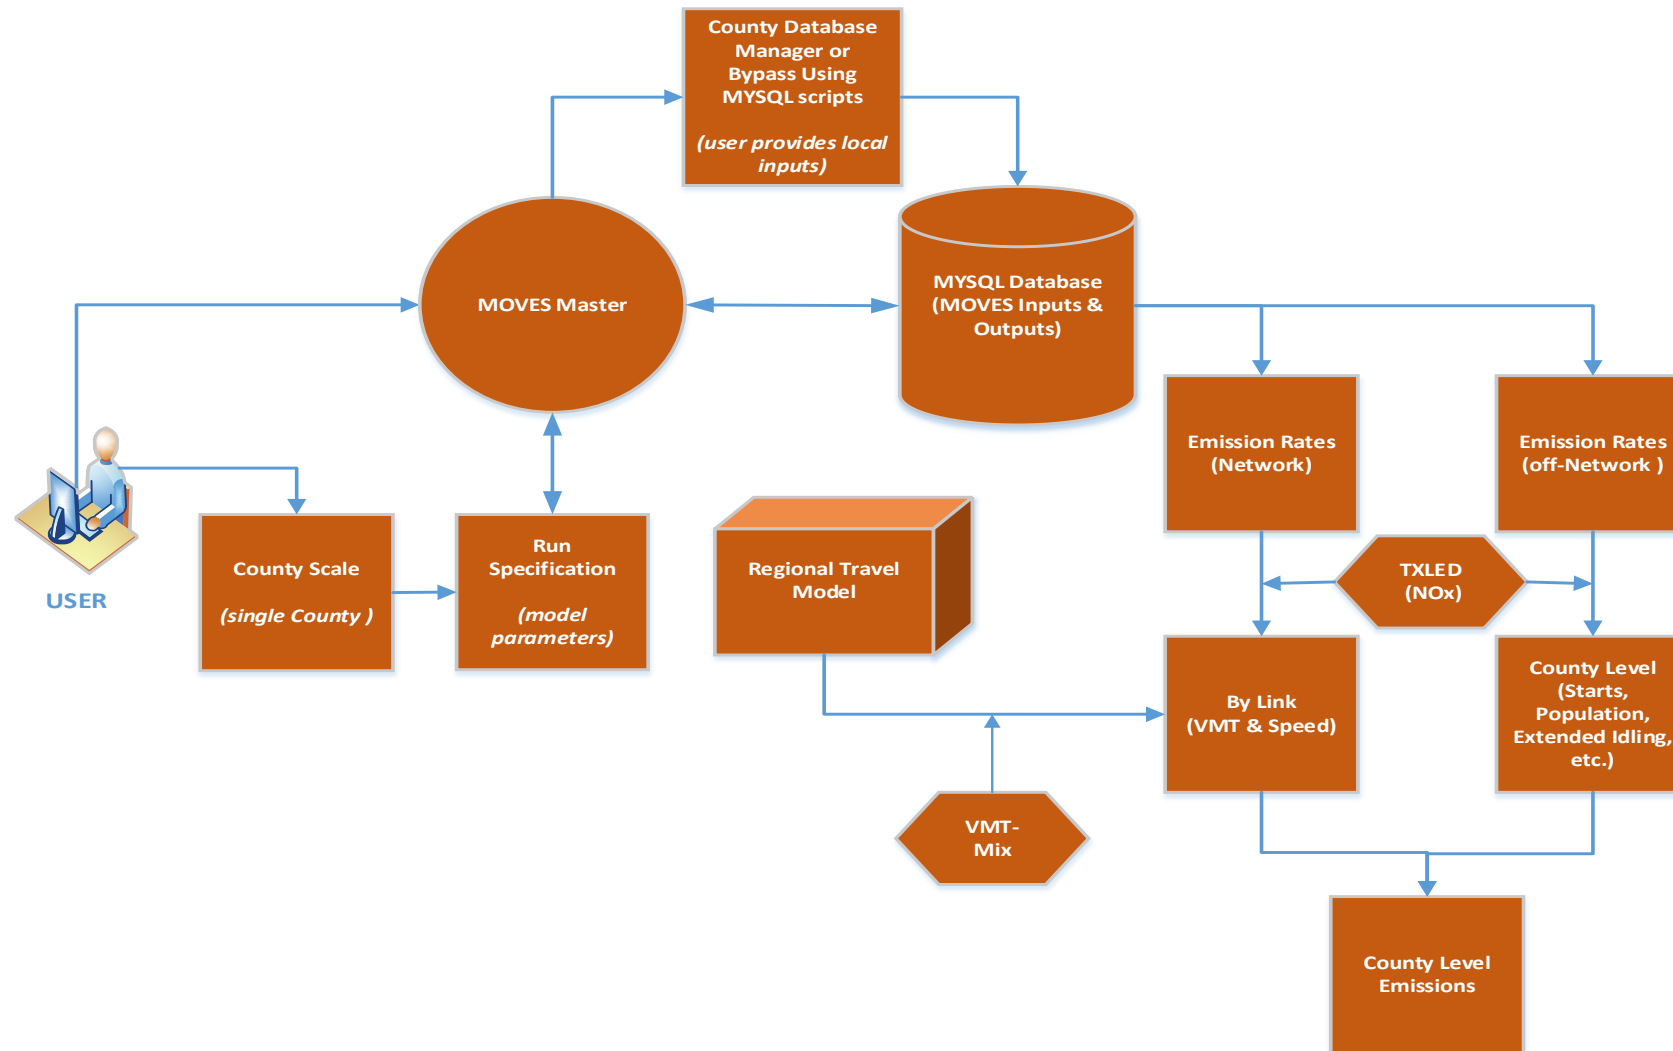 County Database
Manager or
Bypass Using
MYSQL scripts
(user provides local
inputs)
MOVES Master
MYSQL Database
(MOVES Inputs &
Outputs)
Emission Rates
(Network)
Emission Rates
(off-Network )
USER
County Scale
(single County )
Run
Specification
(model
parameters)
Regional Travel
Model
TXLED
(NOx)
By Link
(VMT & Speed)
County Level
(Starts,
Population,
Extended Idling,
etc.)
VMT-
Mix
County Level
Emissions